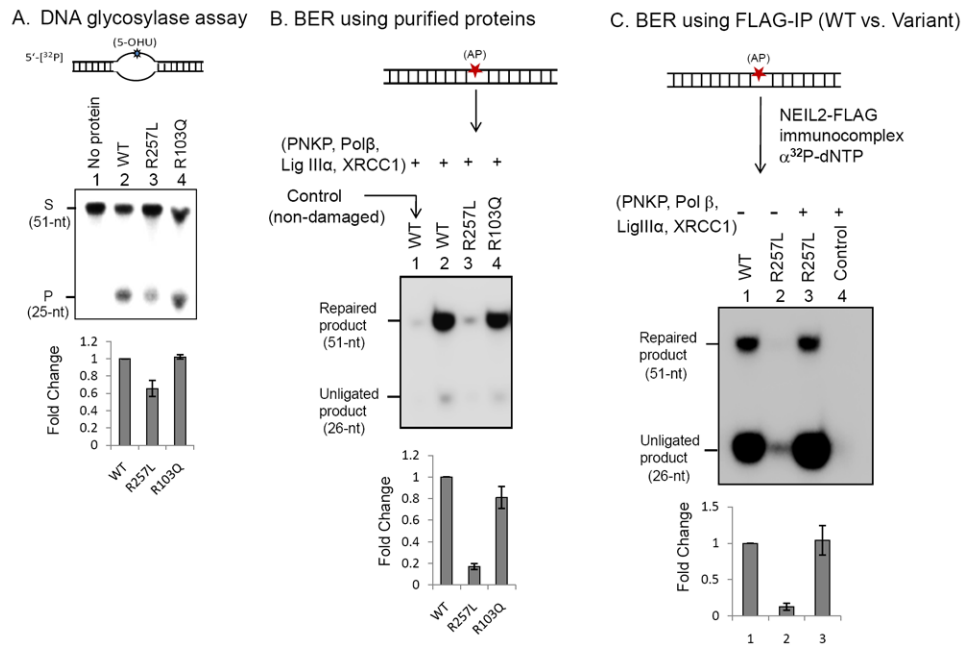 A. DNA glycosylase assay
(5-OHU)
5'-[³²P]
No protein
WT
R257L
R103Q
1 2 3 4
S
(51-nt)
P
(25-nt)
Fold Change
1.2
1
0.8
0.6
0.4
0.2
0
WT
R257L
R103Q
B. BER using purified proteins
(AP)
(PNKP, Polβ,
Lig IIIα, XRCC1) + + + +
Control
(non-damaged)
WT
WT
R257L
R103Q
1 2 3 4
Repaired
product
(51-nt)
Unligated
product
(26-nt)
Fold Change
1.2
1
0.8
0.6
0.4
0.2
0
WT
R257L
R103Q
C. BER using FLAG-IP (WT vs. Variant)
(AP)
NEIL2-FLAG
immunocomplex
α³²P-dNTP
(PNKP, Pol β,
LigIIIα, XRCC1) - - + +
WT
R257L
R257L
Control
1 2 3 4
Repaired
product
(51-nt)
Unligated
product
(26-nt)
Fold Change
1.5
1
0.5
0
1 2 3